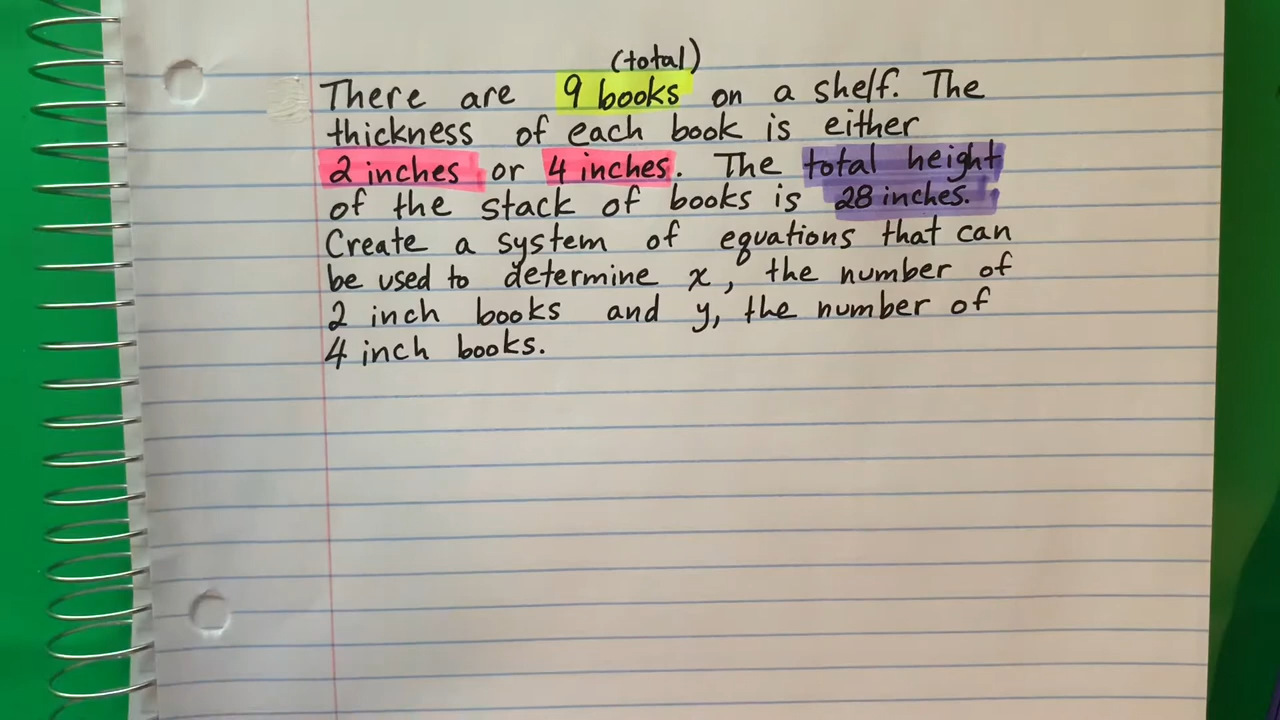 (total)
There are 9 books on a shelf. The
thickness of each book is either
2 inches or 4 inches. The total height
of the stack of books is 28 inches.
Create a system of equations that can
be used to determine x, the number of
2 inch books and y, the number of
4 inch books.